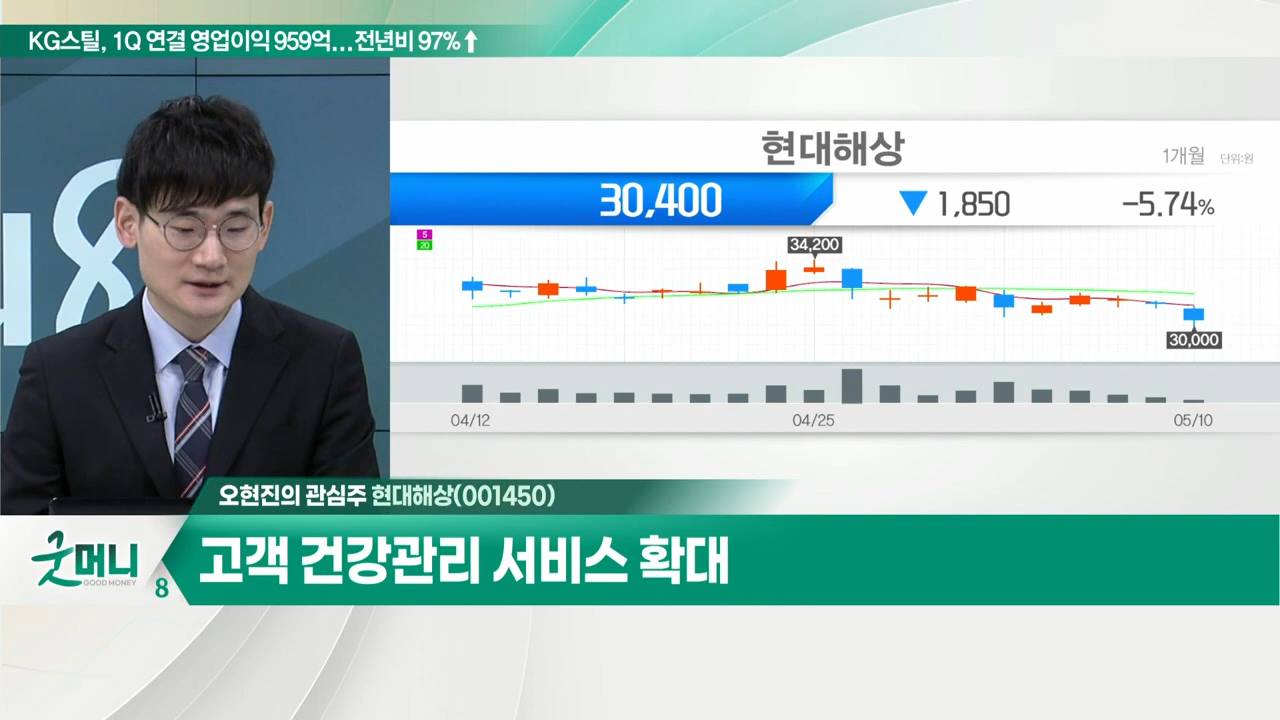 KG스틸, 1Q 연결 영업이익 959억...전년비 97%⬆
8
현대해상
1개월 단위:원
30,400 ▼ 1,850 -5.74%
5
20
34,200
30,000
04/12 04/25 05/10
오현진의 관심주 현대해상(001450)
굿머니
GOOD MONEY
8
고객 건강관리 서비스 확대